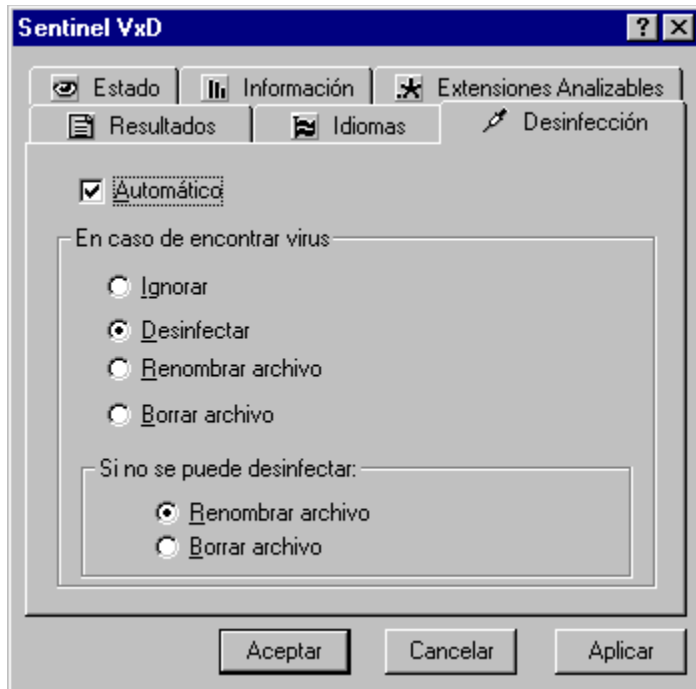 Sentinel VxD
Estado Información Extensiones Analizables
Resultados Idiomas Desinfección
Automático
En caso de encontrar virus
Ignorar
Desinfectar
Renombrar archivo
Borrar archivo
Si no se puede desinfectar:
Renombrar archivo
Borrar archivo
Aceptar Cancelar Aplicar